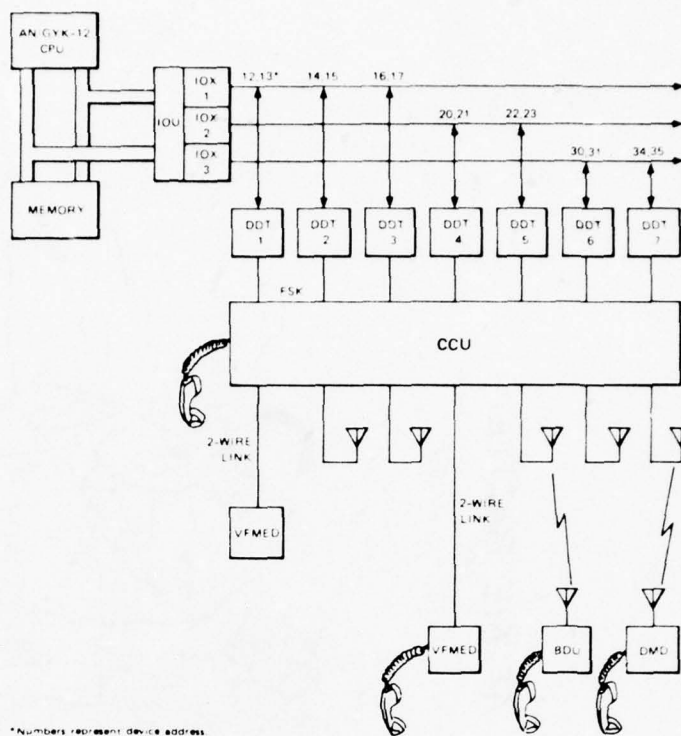 AN/GYK-12
CPU
IOU
IOX
1
IOX
2
IOX
3
MEMORY
12,13*
14,15
16,17
20,21
22,23
30,31
34,35
DDT
1
DDT
2
DDT
3
DDT
4
DDT
5
DDT
6
DDT
7
FSK
CCU
2-WIRE
LINK
2-WIRE
LINK
VFMED
VFMED
BDU
DMD
*Numbers represent device address.